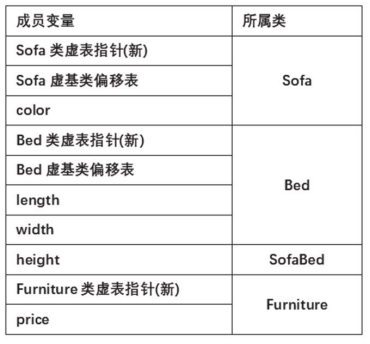 成员变量 所属类
Sofa 类虚表指针(新)
Sofa 虚基类偏移表 Sofa
color
Bed 类虚表指针(新)
Bed 虚基类偏移表 Bed
length
width
height SofaBed
Furniture 类虚表指针(新) Furniture
price